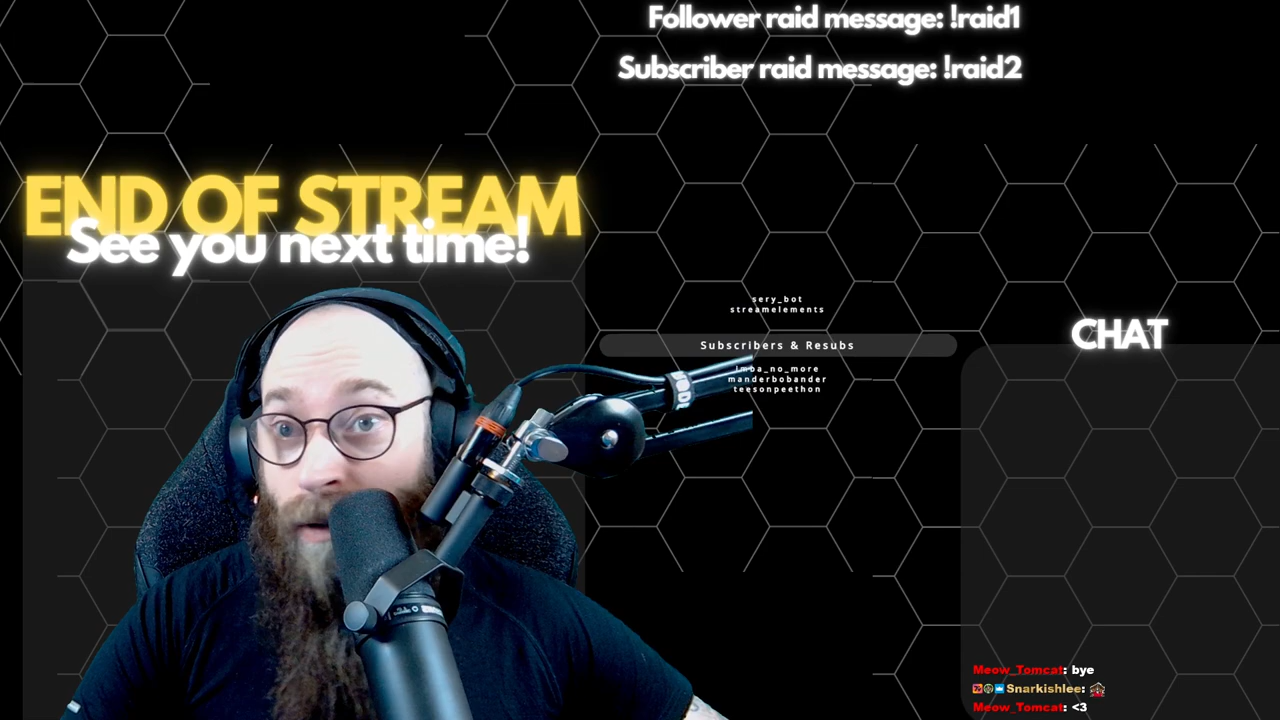 Follower raid message: !raid1
Subscriber raid message: !raid2
END OF STREAM
See you next time!
sery_bot
streamelements
Subscribers & Resubs
imba_no_more
manderbobander
teesonpeethon
CHAT
Meow_Tomcat: bye
Snarkishlee:
Meow_Tomcat: <3